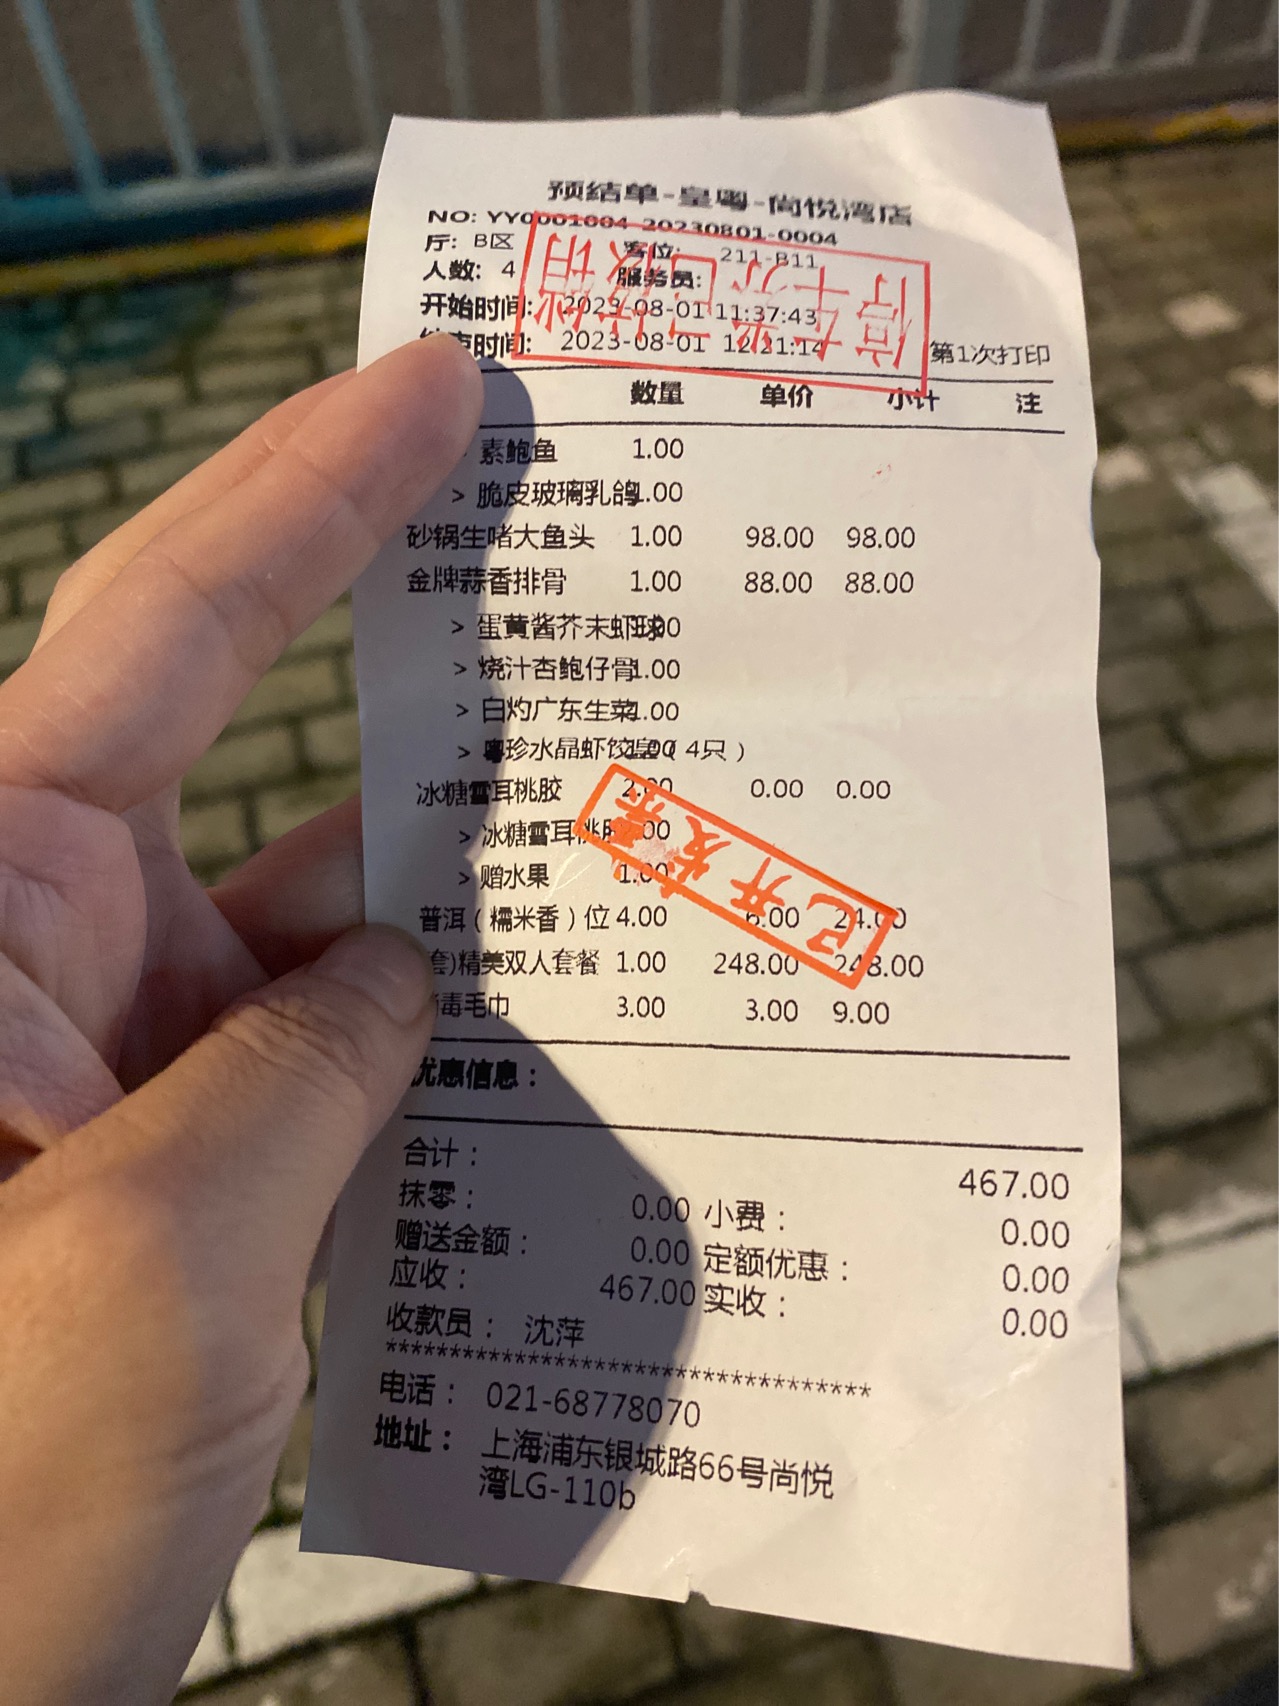 预结单-皇粤-尚悦湾店
NO: YY0001004-20230801-0004
厅: B区 客位: 211-B11
人数: 4 服务员:
开始时间: 2023-08-01 11:37:43
束时间: 2023-08-01 12:21:14 第1次打印
数量 单价 小计 注
素鲍鱼 1.00
> 脆皮玻璃乳鸽 1.00
砂锅生啫大鱼头 1.00 98.00 98.00
金牌蒜香排骨 1.00 88.00 88.00
> 蛋黄酱芥末虾球
> 烧汁杏鲍仔骨 1.00
> 白灼广东生菜 1.00
> 粤珍水晶虾饺皇 (4只)
冰糖雪耳桃胶 2.00 0.00 0.00
> 冰糖雪耳桃胶
> 赠水果 1.00
已开发票
普洱(糯米香)位 4.00 6.00 24.00
套)精美双人套餐 1.00 248.00 248.00
毒毛巾 3.00 3.00 9.00
优惠信息:
合计: 467.00
抹零: 0.00 小费: 0.00
赠送金额: 0.00 定额优惠: 0.00
应收: 467.00 实收: 0.00
收款员: 沈萍
**************************************
电话: 021-68778070
地址: 上海浦东银城路66号尚悦
湾LG-110b